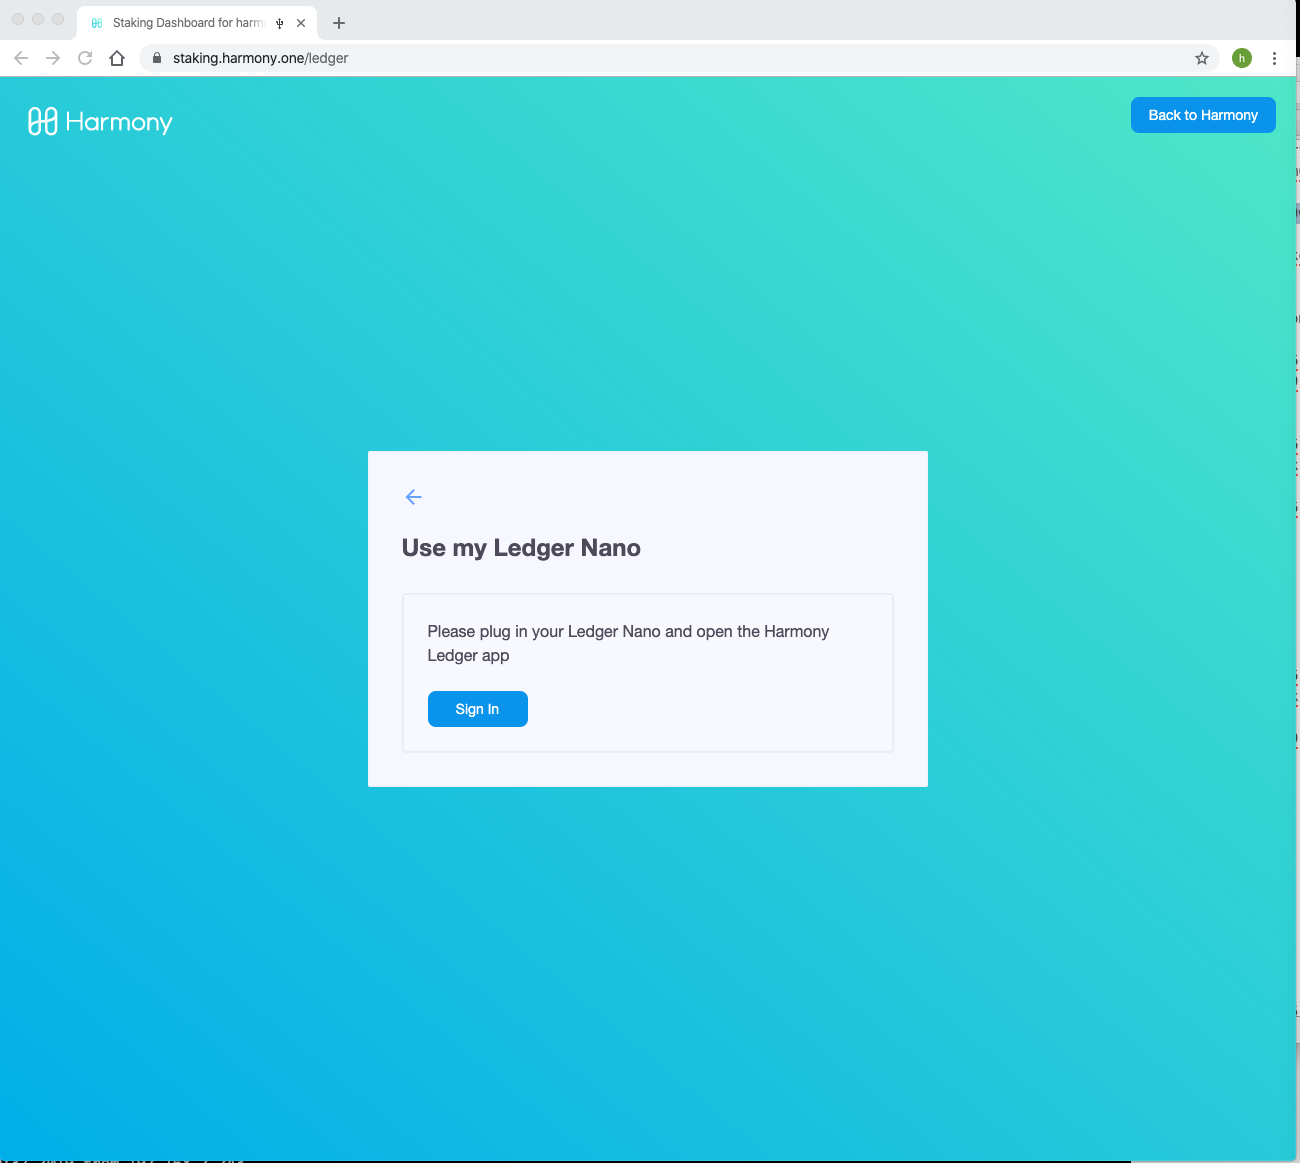 Staking Dashboard for harm
staking.harmony.one/ledger
h
Harmony
Back to Harmony
Use my Ledger Nano
Please plug in your Ledger Nano and open the Harmony
Ledger app
Sign In